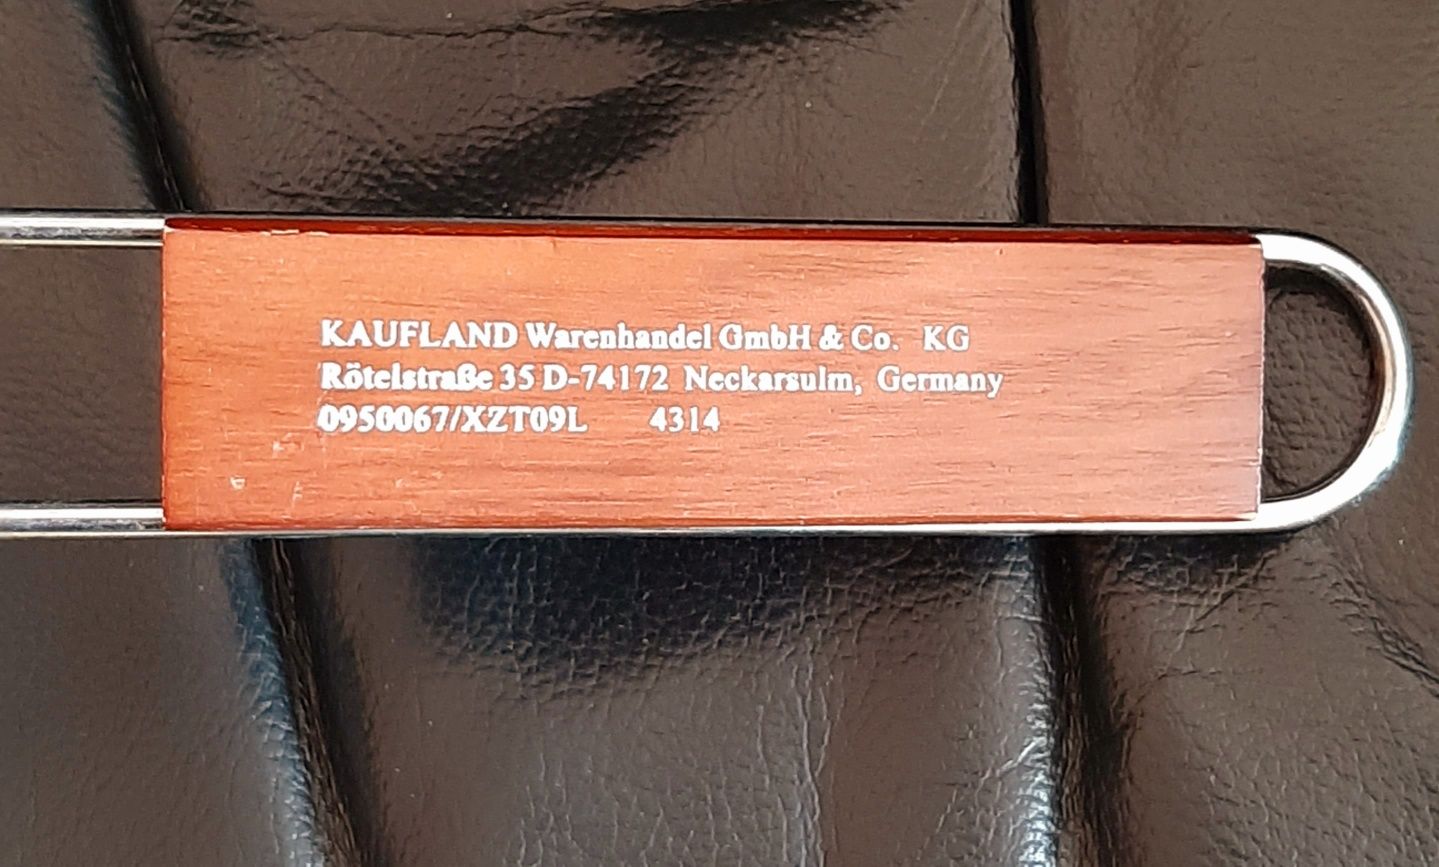 KAUFLAND Warenhandel GmbH & Co. KG
Rötelstraße 35 D-74172 Neckarsulm, Germany
0950067/XZT09L 4314